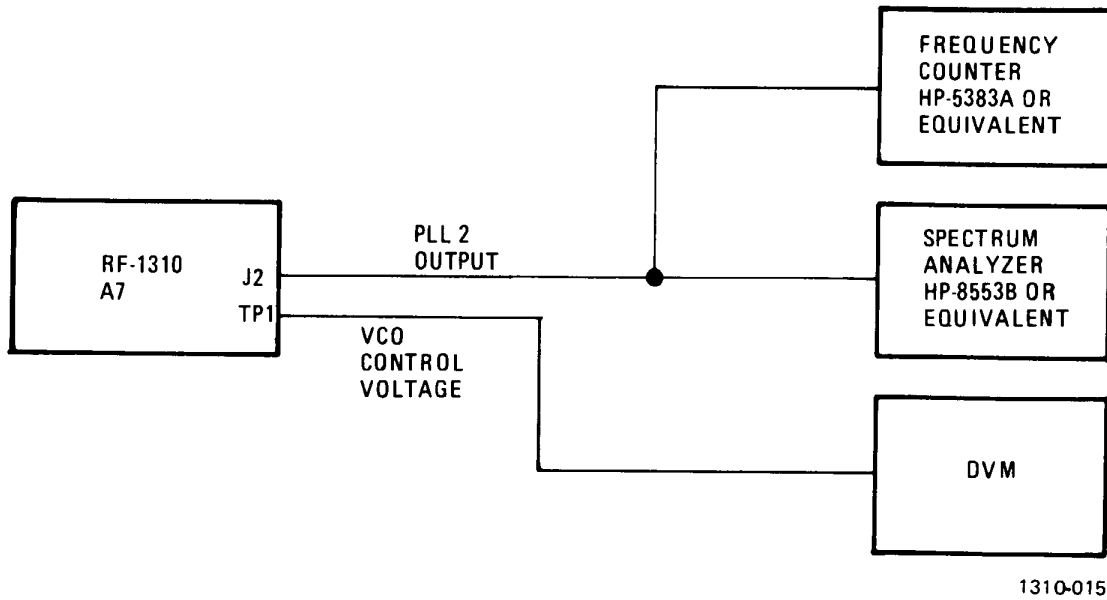 FREQUENCY
COUNTER
HP-5383A OR
EQUIVALENT
RF-1310
A7
J2
TP1
PLL 2
OUTPUT
SPECTRUM
ANALYZER
HP-8553B OR
EQUIVALENT
VCO
CONTROL
VOLTAGE
DVM
1310-015